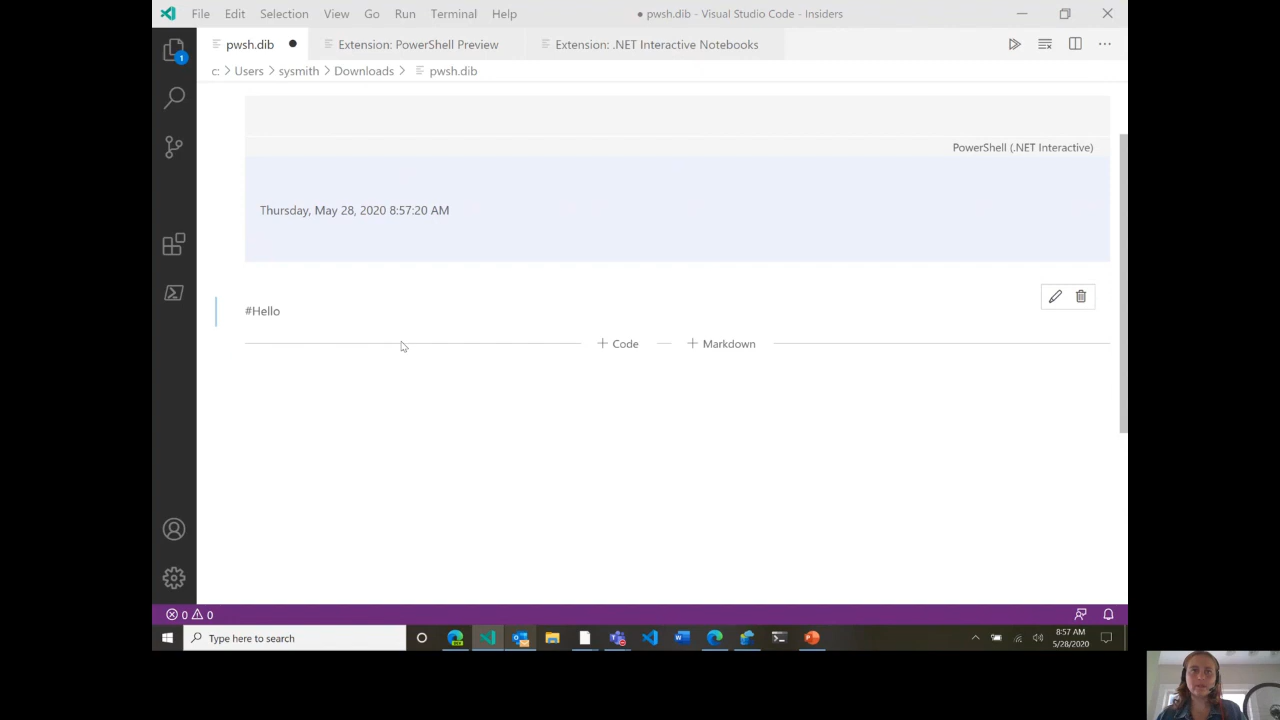 File Edit Selection View Go Run Terminal Help ● pwsh.dib - Visual Studio Code - Insiders
pwsh.dib ● Extension: PowerShell Preview Extension: .NET Interactive Notebooks
c: > Users > sysmith > Downloads > pwsh.dib
1
PowerShell (.NET Interactive)
Thursday, May 28, 2020 8:57:20 AM
#Hello
+ Code + Markdown
0 0
Type here to search
8:57 AM
5/28/2020